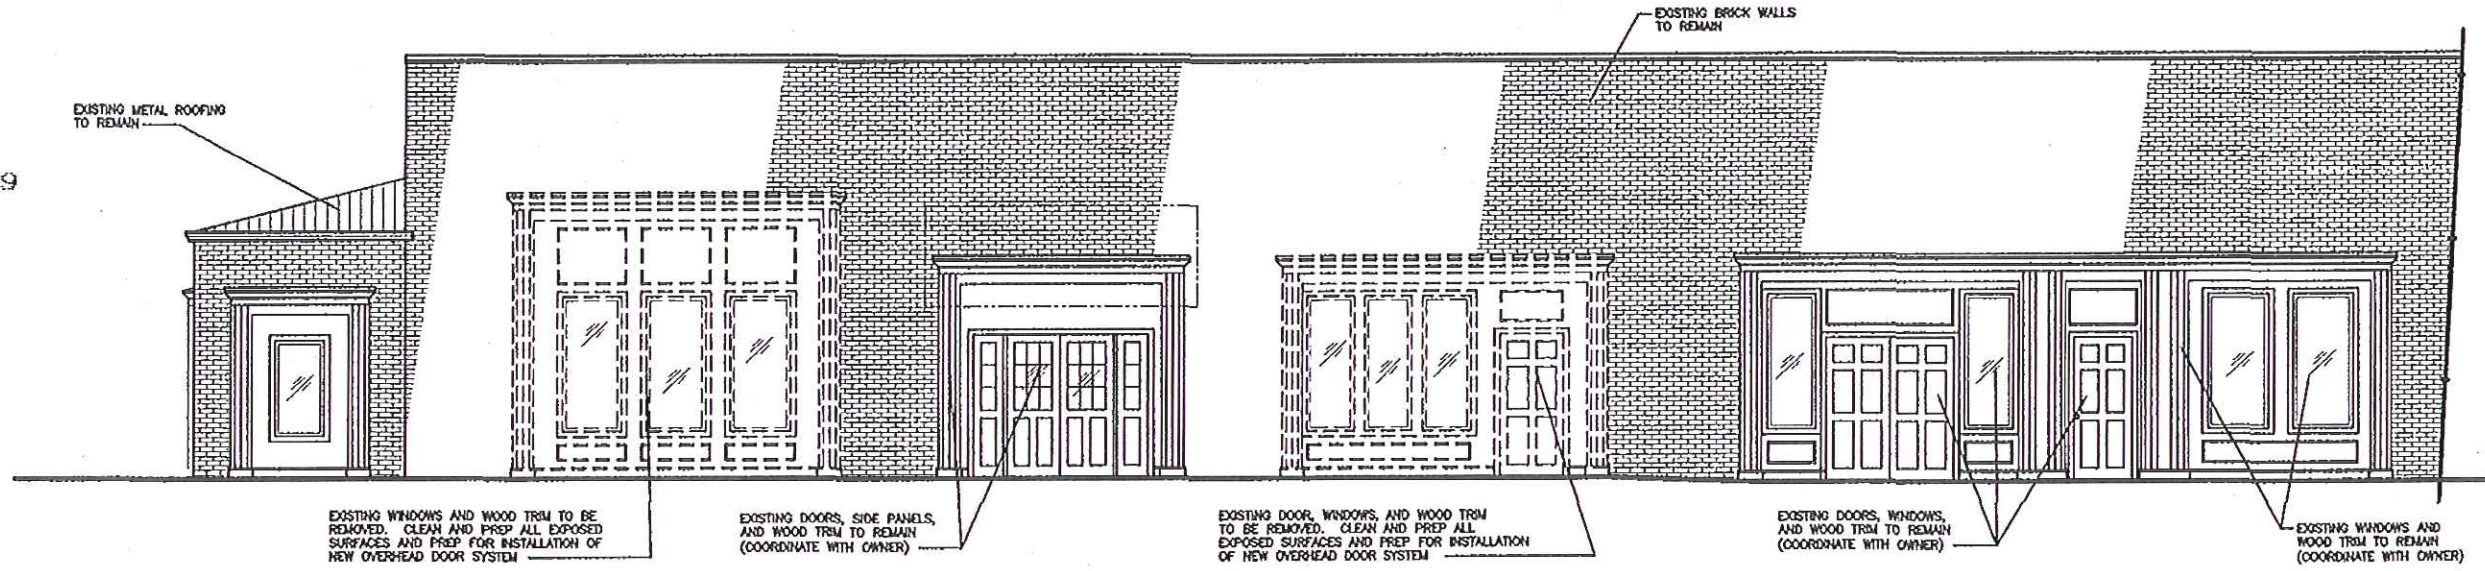 EXISTING BRICK WALLS
TO REMAIN
EXISTING METAL ROOFING
TO REMAIN
EXISTING WINDOWS AND WOOD TRIM TO BE
REMOVED. CLEAN AND PREP ALL EXPOSED
SURFACES AND PREP FOR INSTALLATION OF
NEW OVERHEAD DOOR SYSTEM
EXISTING DOORS, SIDE PANELS,
AND WOOD TRIM TO REMAIN
(COORDINATE WITH OWNER)
EXISTING DOOR, WINDOWS, AND WOOD TRIM
TO BE REMOVED. CLEAN AND PREP ALL
EXPOSED SURFACES AND PREP FOR INSTALLATION
OF NEW OVERHEAD DOOR SYSTEM
EXISTING DOORS, WINDOWS,
AND WOOD TRIM TO REMAIN
(COORDINATE WITH OWNER)
EXISTING WINDOWS AND
WOOD TRIM TO REMAIN
(COORDINATE WITH OWNER)